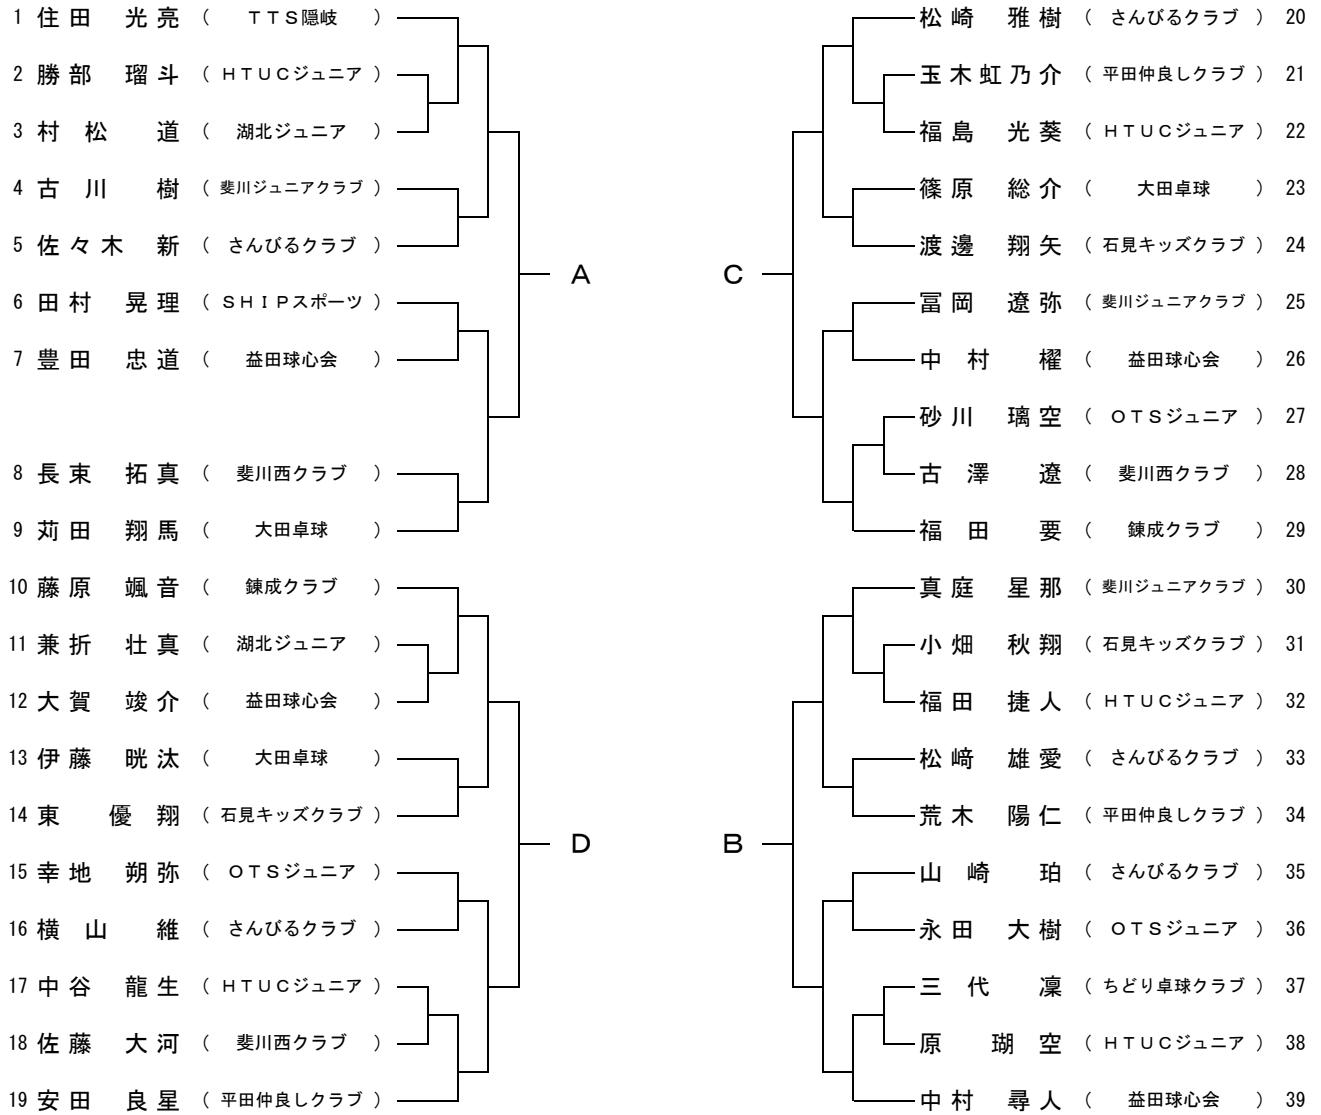 1 住田 光亮 （ ＴＴＳ隠岐 ）
2 勝部 瑠斗 （ ＨＴＵＣジュニア ）
3 村松 道 （ 湖北ジュニア ）
4 古川 樹 （ 斐川ジュニアクラブ ）
5 佐々木 新 （ さんびるクラブ ）
6 田村 晃理 （ ＳＨＩＰスポーツ ）
7 豊田 忠道 （ 益田球心会 ）
8 長束 拓真 （ 斐川西クラブ ）
9 苅田 翔馬 （ 大田卓球 ）
A
10 藤原 颯音 （ 錬成クラブ ）
11 兼折 壮真 （ 湖北ジュニア ）
12 大賀 竣介 （ 益田球心会 ）
13 伊藤 晄汰 （ 大田卓球 ）
14 東 優翔 （ 石見キッズクラブ ）
15 幸地 朔弥 （ ＯＴＳジュニア ）
16 横山 維 （ さんびるクラブ ）
17 中谷 龍生 （ ＨＴＵＣジュニア ）
18 佐藤 大河 （ 斐川西クラブ ）
19 安田 良星 （ 平田仲良しクラブ ）
D
松崎 雅樹 （ さんびるクラブ ） 20
玉木虹乃介 （ 平田仲良しクラブ ） 21
福島 光葵 （ ＨＴＵＣジュニア ） 22
篠原 総介 （ 大田卓球 ） 23
渡邊 翔矢 （ 石見キッズクラブ ） 24
冨岡 遼弥 （ 斐川ジュニアクラブ ） 25
中村 櫂 （ 益田球心会 ） 26
砂川 璃空 （ ＯＴＳジュニア ） 27
古澤 遼 （ 斐川西クラブ ） 28
福田 要 （ 錬成クラブ ） 29
C
真庭 星那 （ 斐川ジュニアクラブ ） 30
小畑 秋翔 （ 石見キッズクラブ ） 31
福田 捷人 （ ＨＴＵＣジュニア ） 32
松﨑 雄愛 （ さんびるクラブ ） 33
荒木 陽仁 （ 平田仲良しクラブ ） 34
山崎 珀 （ さんびるクラブ ） 35
永田 大樹 （ ＯＴＳジュニア ） 36
三代 凜 （ ちどり卓球クラブ ） 37
原 瑚空 （ ＨＴＵＣジュニア ） 38
中村 尋人 （ 益田球心会 ） 39
B